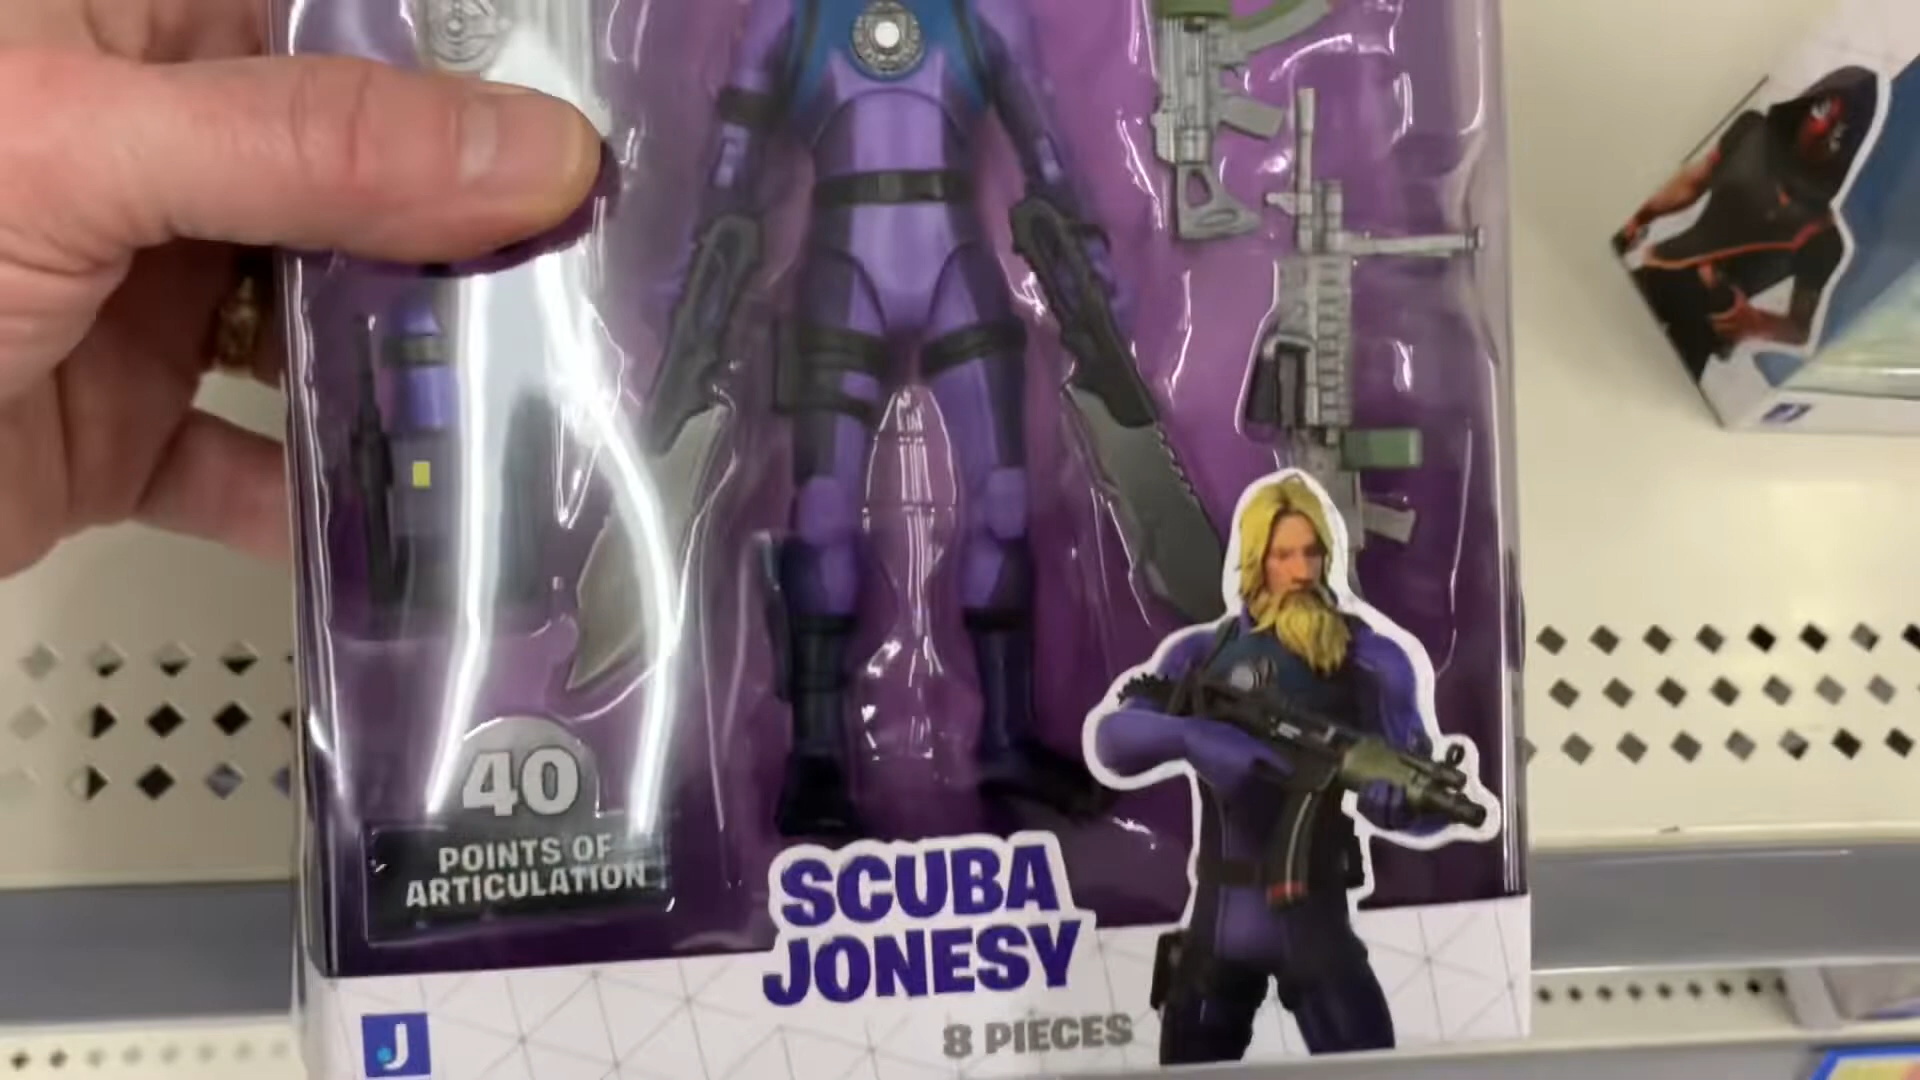 40
POINTS OF
ARTICULATION
SCUBA
JONESY
J
8 PIECES